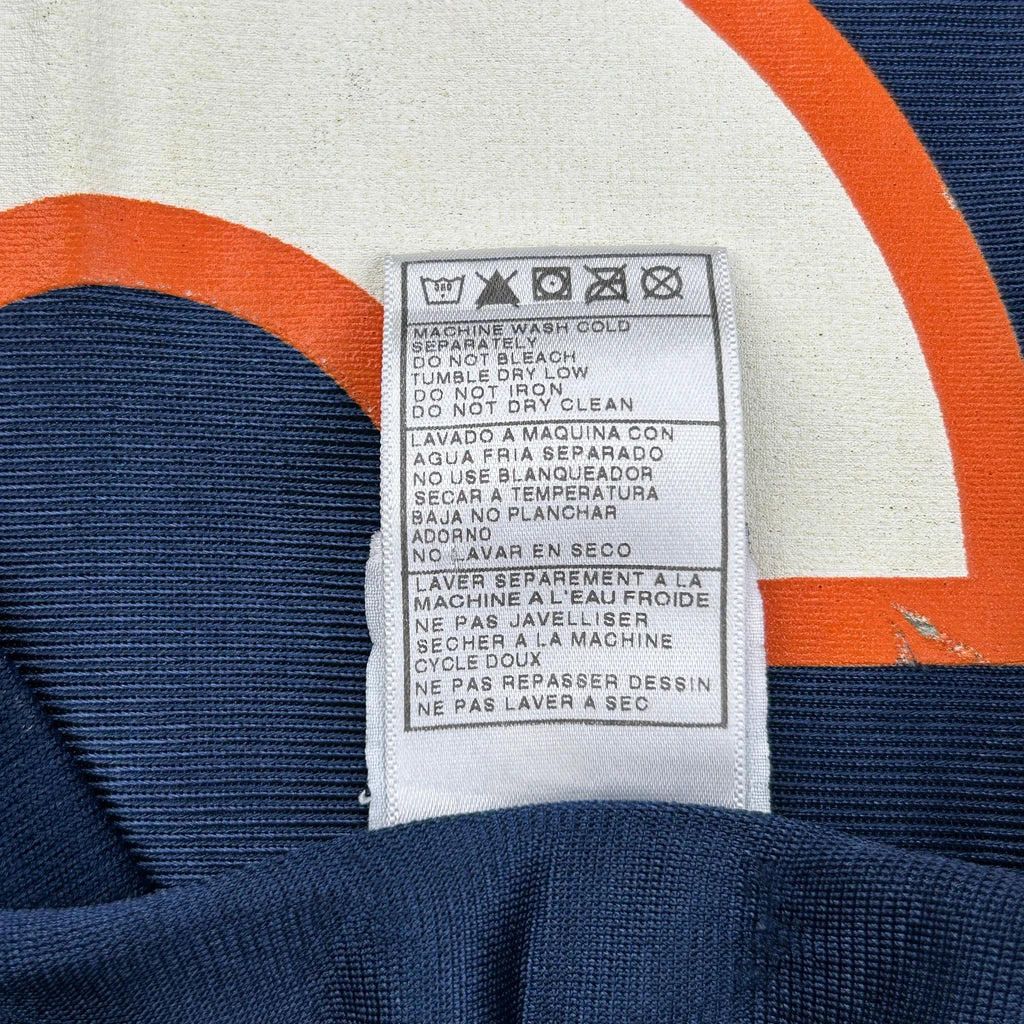 MACHINE WASH COLD
SEPARATELY
DO NOT BLEACH
TUMBLE DRY LOW
DO NOT IRON
DO NOT DRY CLEAN
LAVADO A MAQUINA CON
AGUA FRIA SEPARADO
NO USE BLANQUEADOR
SECAR A TEMPERATURA
BAJA NO PLANCHAR
ADORNO
NO LAVAR EN SECO
LAVER SEPAREMENT A LA
MACHINE A L'EAU FROIDE
NE PAS JAVELLISER
SECHER A LA MACHINE
CYCLE DOUX
NE PAS REPASSER DESSIN
NE PAS LAVER A SEC